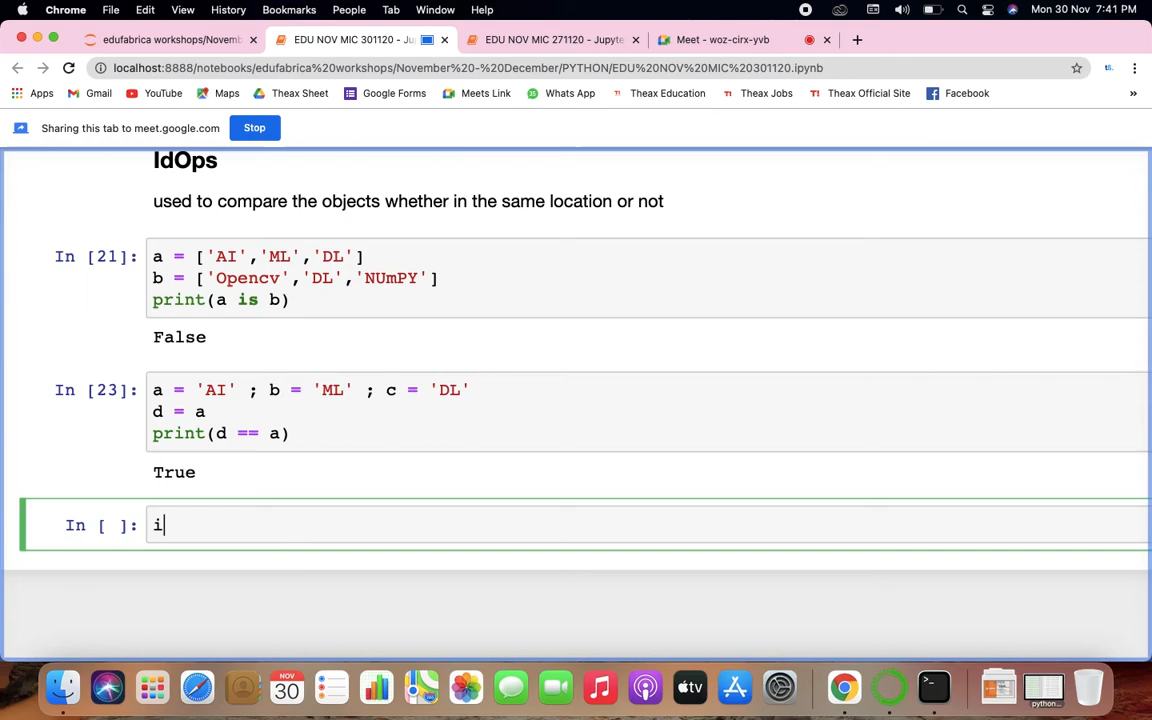 Chrome File Edit View History Bookmarks People Tab Window Help Mon 30 Nov 7:41 PM
edufabrica workshops/Novemb EDU NOV MIC 301120 - Ju EDU NOV MIC 271120 - Jupyte Meet - woz-cirx-yvb
localhost:8888/notebooks/edufabrica%20workshops/November%20-%20December/PYTHON/EDU%20NOV%20MIC%20301120.ipynb
Apps Gmail YouTube Maps Theax Sheet Google Forms Meets Link Whats App Theax Education Theax Jobs Theax Official Site Facebook »
Sharing this tab to meet.google.com Stop
IdOps
used to compare the objects whether in the same location or not
In [21]: a = ['AI','ML','DL']
b = ['Opencv','DL','NUmPY']
print(a is b)
False
In [23]: a = 'AI' ; b = 'ML' ; c = 'DL'
d = a
print(d == a)
True
In [ ]: i
NOV
30
tv
python...